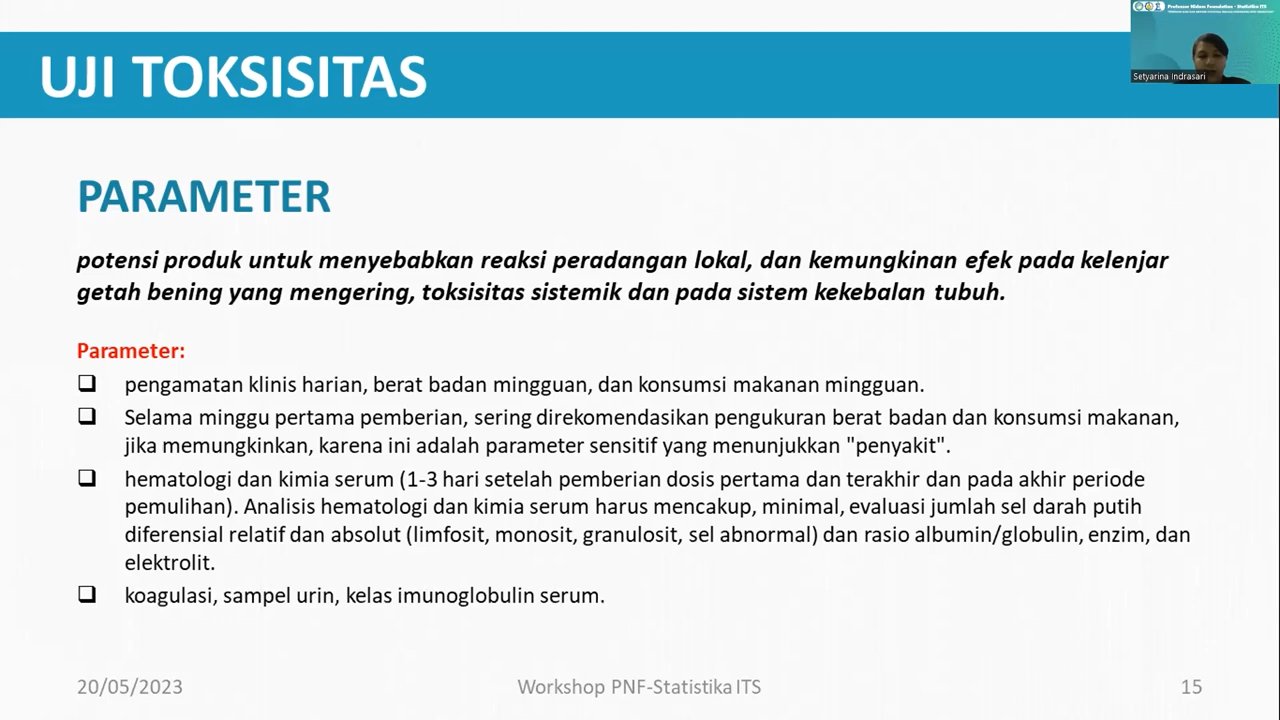 Professor Nidom Foundation - Statistika ITS
Setyarina Indrasari
UJI TOKSISITAS
PARAMETER
potensi produk untuk menyebabkan reaksi peradangan lokal, dan kemungkinan efek pada kelenjar
getah bening yang mengering, toksisitas sistemik dan pada sistem kekebalan tubuh.
Parameter:
pengamatan klinis harian, berat badan mingguan, dan konsumsi makanan mingguan.
Selama minggu pertama pemberian, sering direkomendasikan pengukuran berat badan dan konsumsi makanan,
jika memungkinkan, karena ini adalah parameter sensitif yang menunjukkan "penyakit".
hematologi dan kimia serum (1-3 hari setelah pemberian dosis pertama dan terakhir dan pada akhir periode
pemulihan). Analisis hematologi dan kimia serum harus mencakup, minimal, evaluasi jumlah sel darah putih
diferensial relatif dan absolut (limfosit, monosit, granulosit, sel abnormal) dan rasio albumin/globulin, enzim, dan
elektrolit.
koagulasi, sampel urin, kelas imunoglobulin serum.
20/05/2023
Workshop PNF-Statistika ITS
15